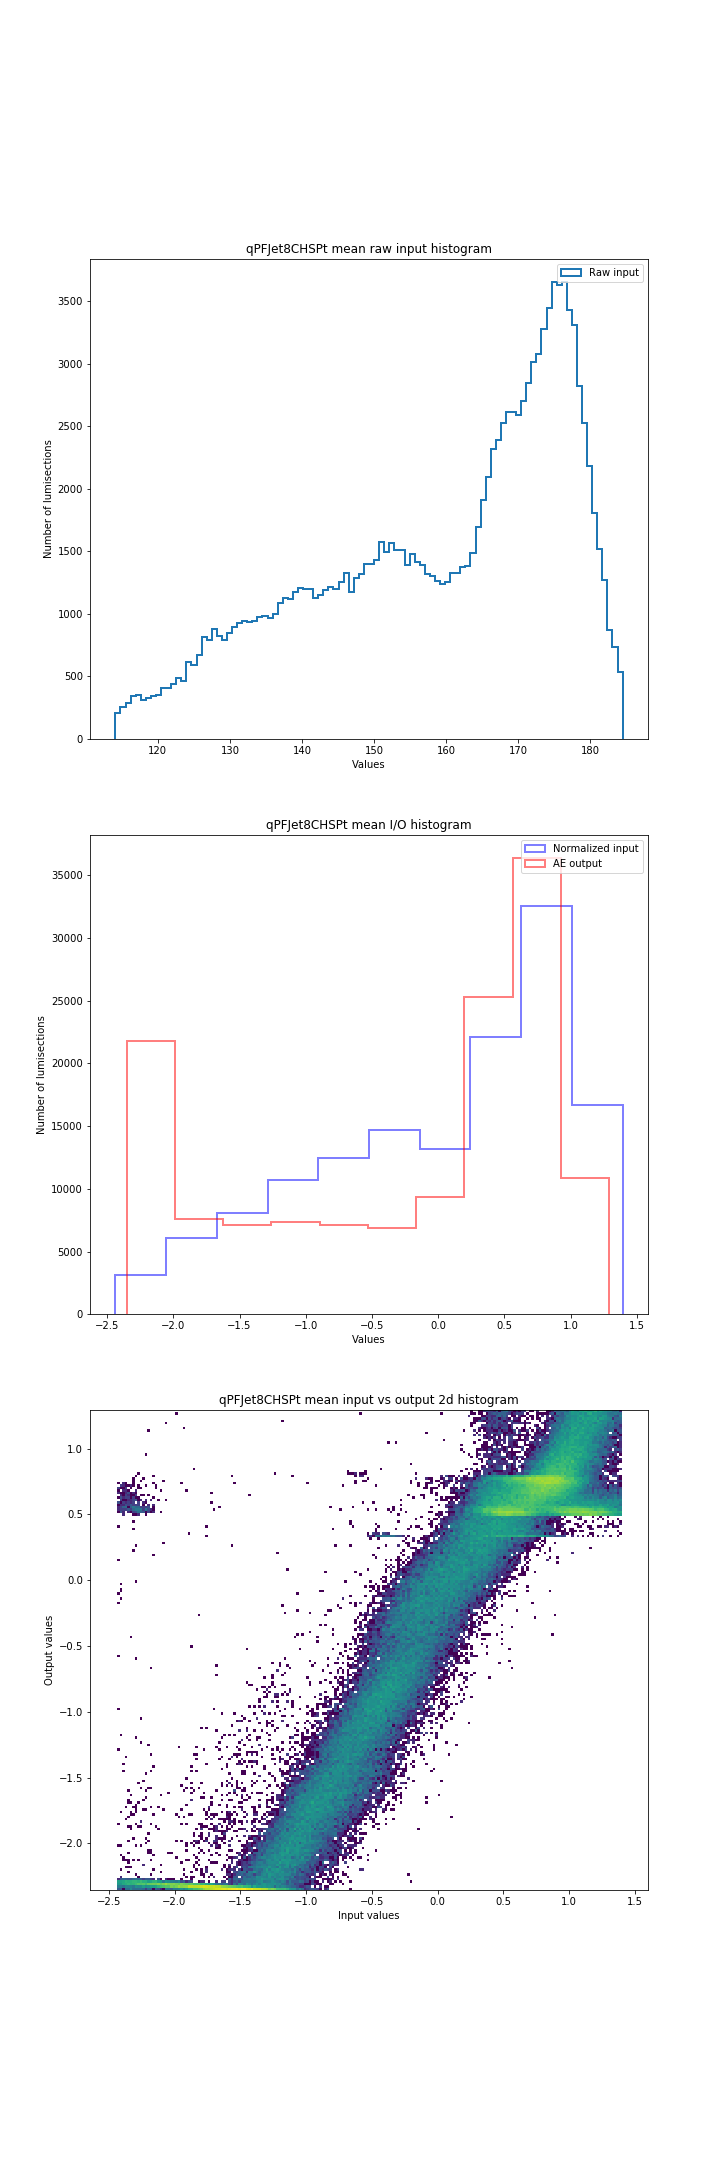 qPFJet8CHSPt mean raw input histogram
Raw input
3500
3000
2500
2000
1500
1000
500
0
Number of lumisections
120 130 140 150 160 170 180
Values
qPFJet8CHSPt mean I/O histogram
Normalized input
AE output
35000
30000
25000
20000
15000
10000
5000
0
Number of lumisections
−2.5 −2.0 −1.5 −1.0 −0.5 0.0 0.5 1.0 1.5
Values
qPFJet8CHSPt mean input vs output 2d histogram
1.0
0.5
0.0
−0.5
−1.0
−1.5
−2.0
Output values
−2.5 −2.0 −1.5 −1.0 −0.5 0.0 0.5 1.0 1.5
Input values